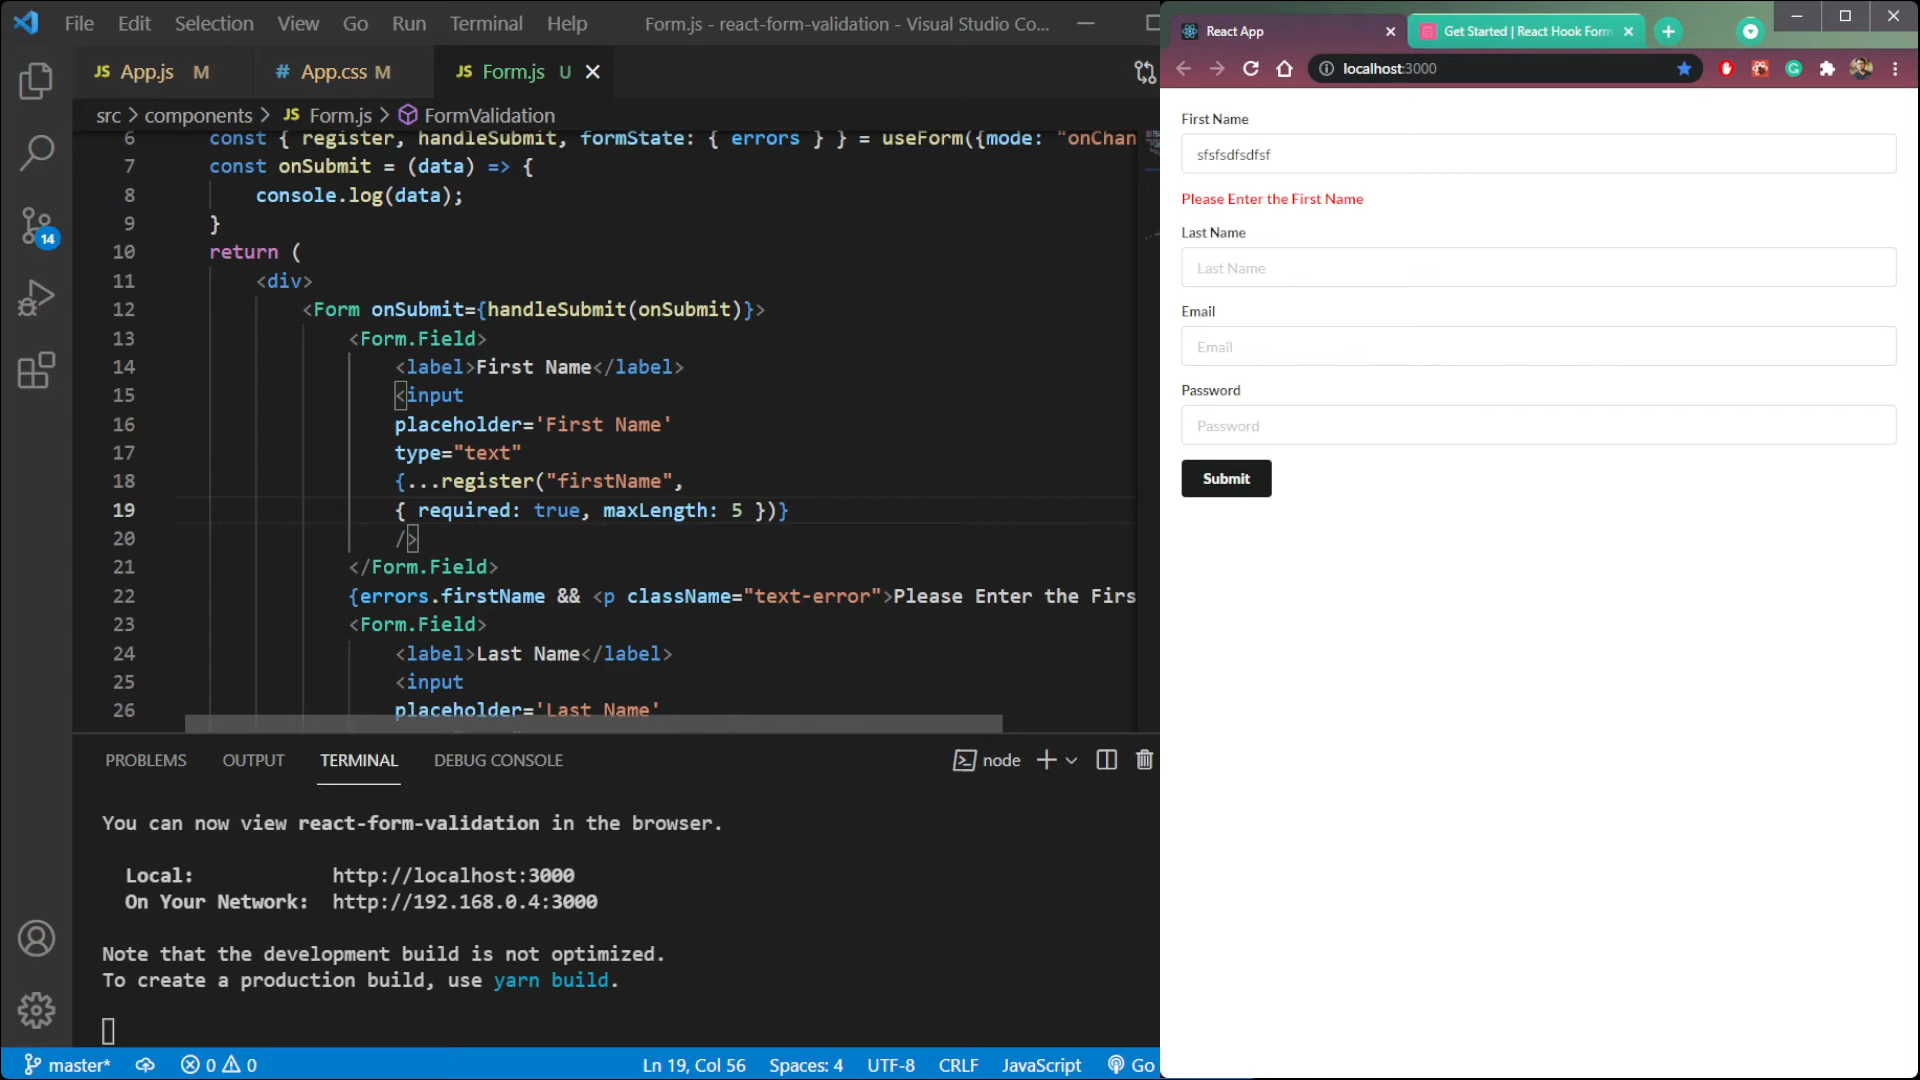 File Edit Selection View Go Run Terminal Help Form.js - react-form-validation - Visual Studio Co...
JS App.js M # App.css M JS Form.js U
src > components > JS Form.js > FormValidation
6 const { register, handleSubmit, formState: { errors } } = useForm({mode: "onChan
7 const onSubmit = (data) => {
8 console.log(data);
9 }
10 return (
11 <div>
12 <Form onSubmit={handleSubmit(onSubmit)}>
13 <Form.Field>
14 <label>First Name</label>
15 <input
16 placeholder='First Name'
17 type="text"
18 {...register("firstName",
19 { required: true, maxLength: 5 })}
20 />
21 </Form.Field>
22 {errors.firstName && <p className="text-error">Please Enter the Firs
23 <Form.Field>
24 <label>Last Name</label>
25 <input
26 placeholder='Last Name'
PROBLEMS OUTPUT TERMINAL DEBUG CONSOLE node
You can now view react-form-validation in the browser.
Local: http://localhost:3000
On Your Network: http://192.168.0.4:3000
Note that the development build is not optimized.
To create a production build, use yarn build.
14
master* 0 0 Ln 19, Col 56 Spaces: 4 UTF-8 CRLF JavaScript Go
React App Get Started | React Hook Form
localhost:3000
First Name
sfsfsdfsdfsf
Please Enter the First Name
Last Name
Last Name
Email
Email
Password
Password
Submit